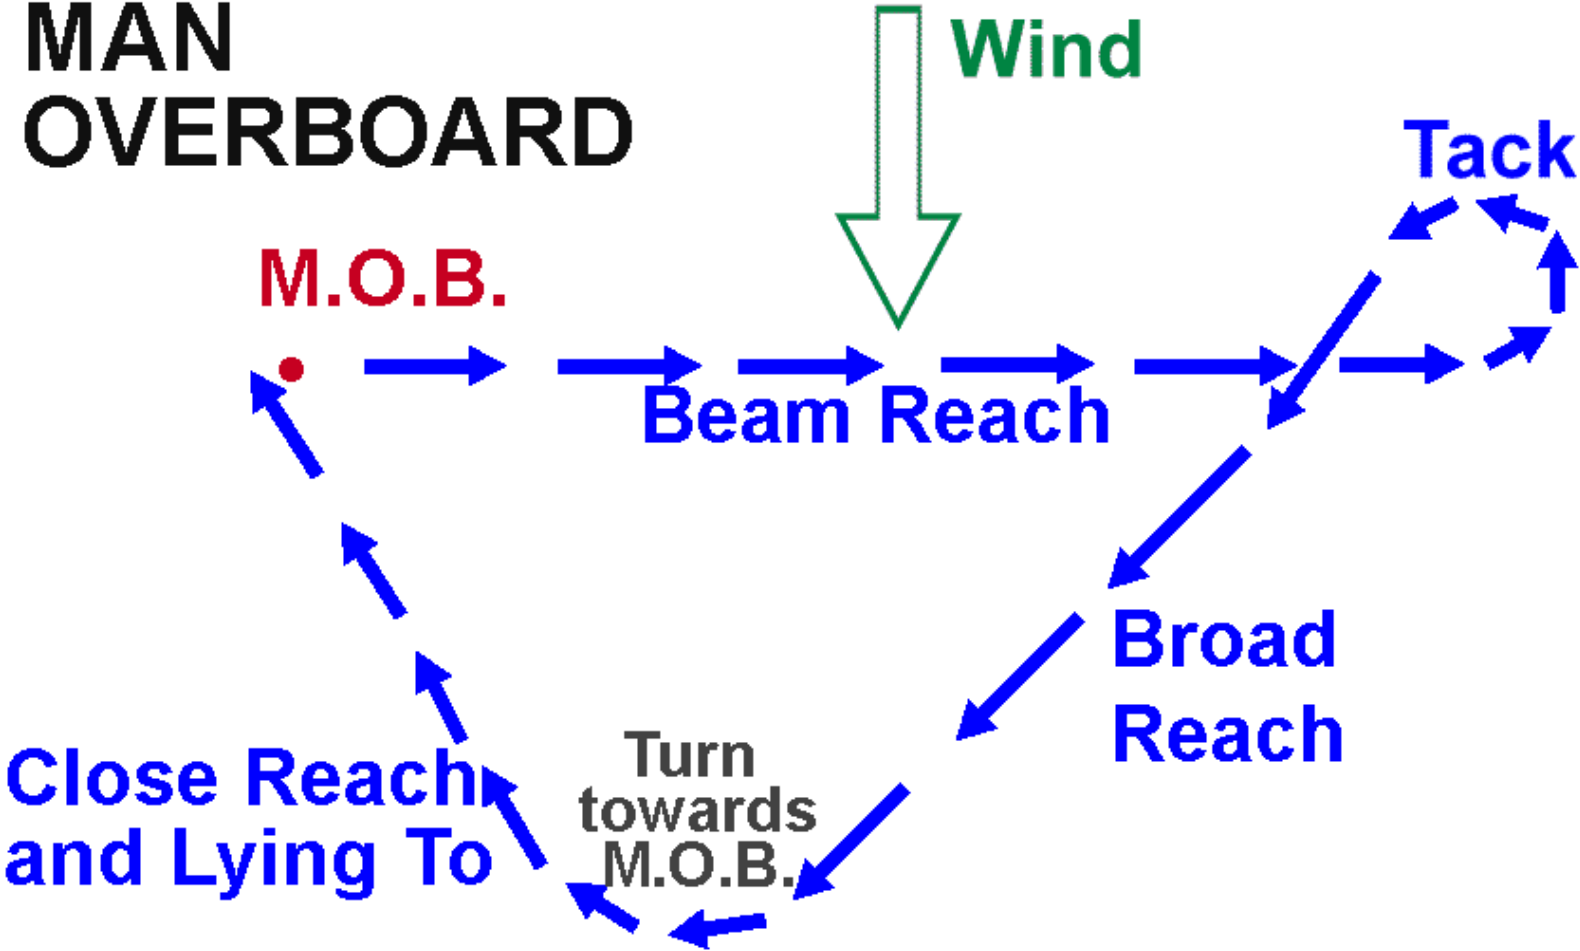 MAN
OVERBOARD
Wind
Tack
M.O.B.
Beam Reach
Broad
Reach
Turn
towards
M.O.B.
Close Reach
and Lying To